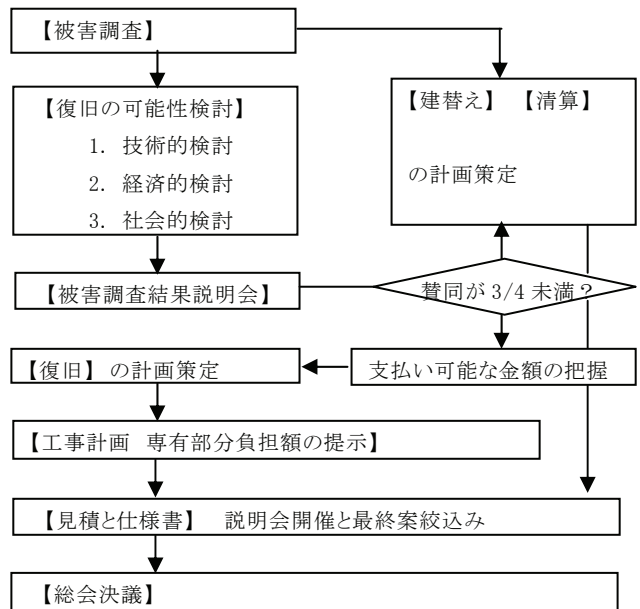 【被害調査】
【復旧の可能性検討】
1. 技術的検討
2. 経済的検討
3. 社会的検討
【建替え】 【清算】
の計画策定
【被害調査結果説明会】
賛同が 3/4 未満？
【復旧】 の計画策定
支払い可能な金額の把握
【工事計画 専有部分負担額の提示】
【見積と仕様書】 説明会開催と最終案絞込み
【総会決議】